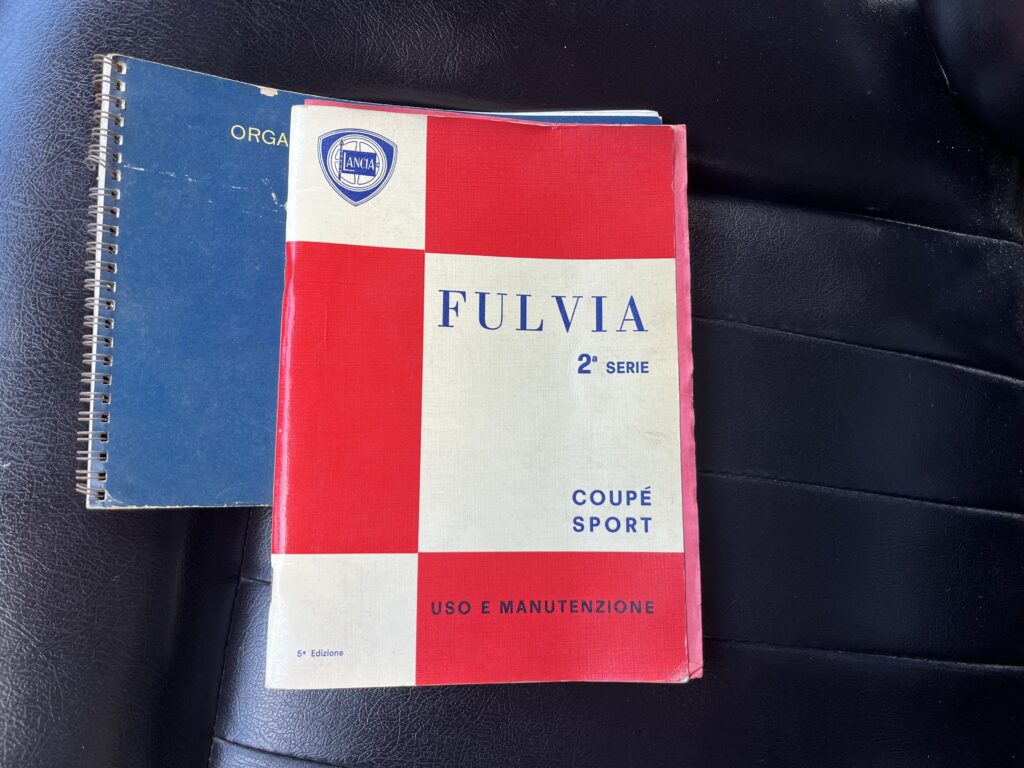 ORGA
LANCIA
FULVIA
2ª SERIE
COUPÉ
SPORT
USO E MANUTENZIONE
5ª Edizione